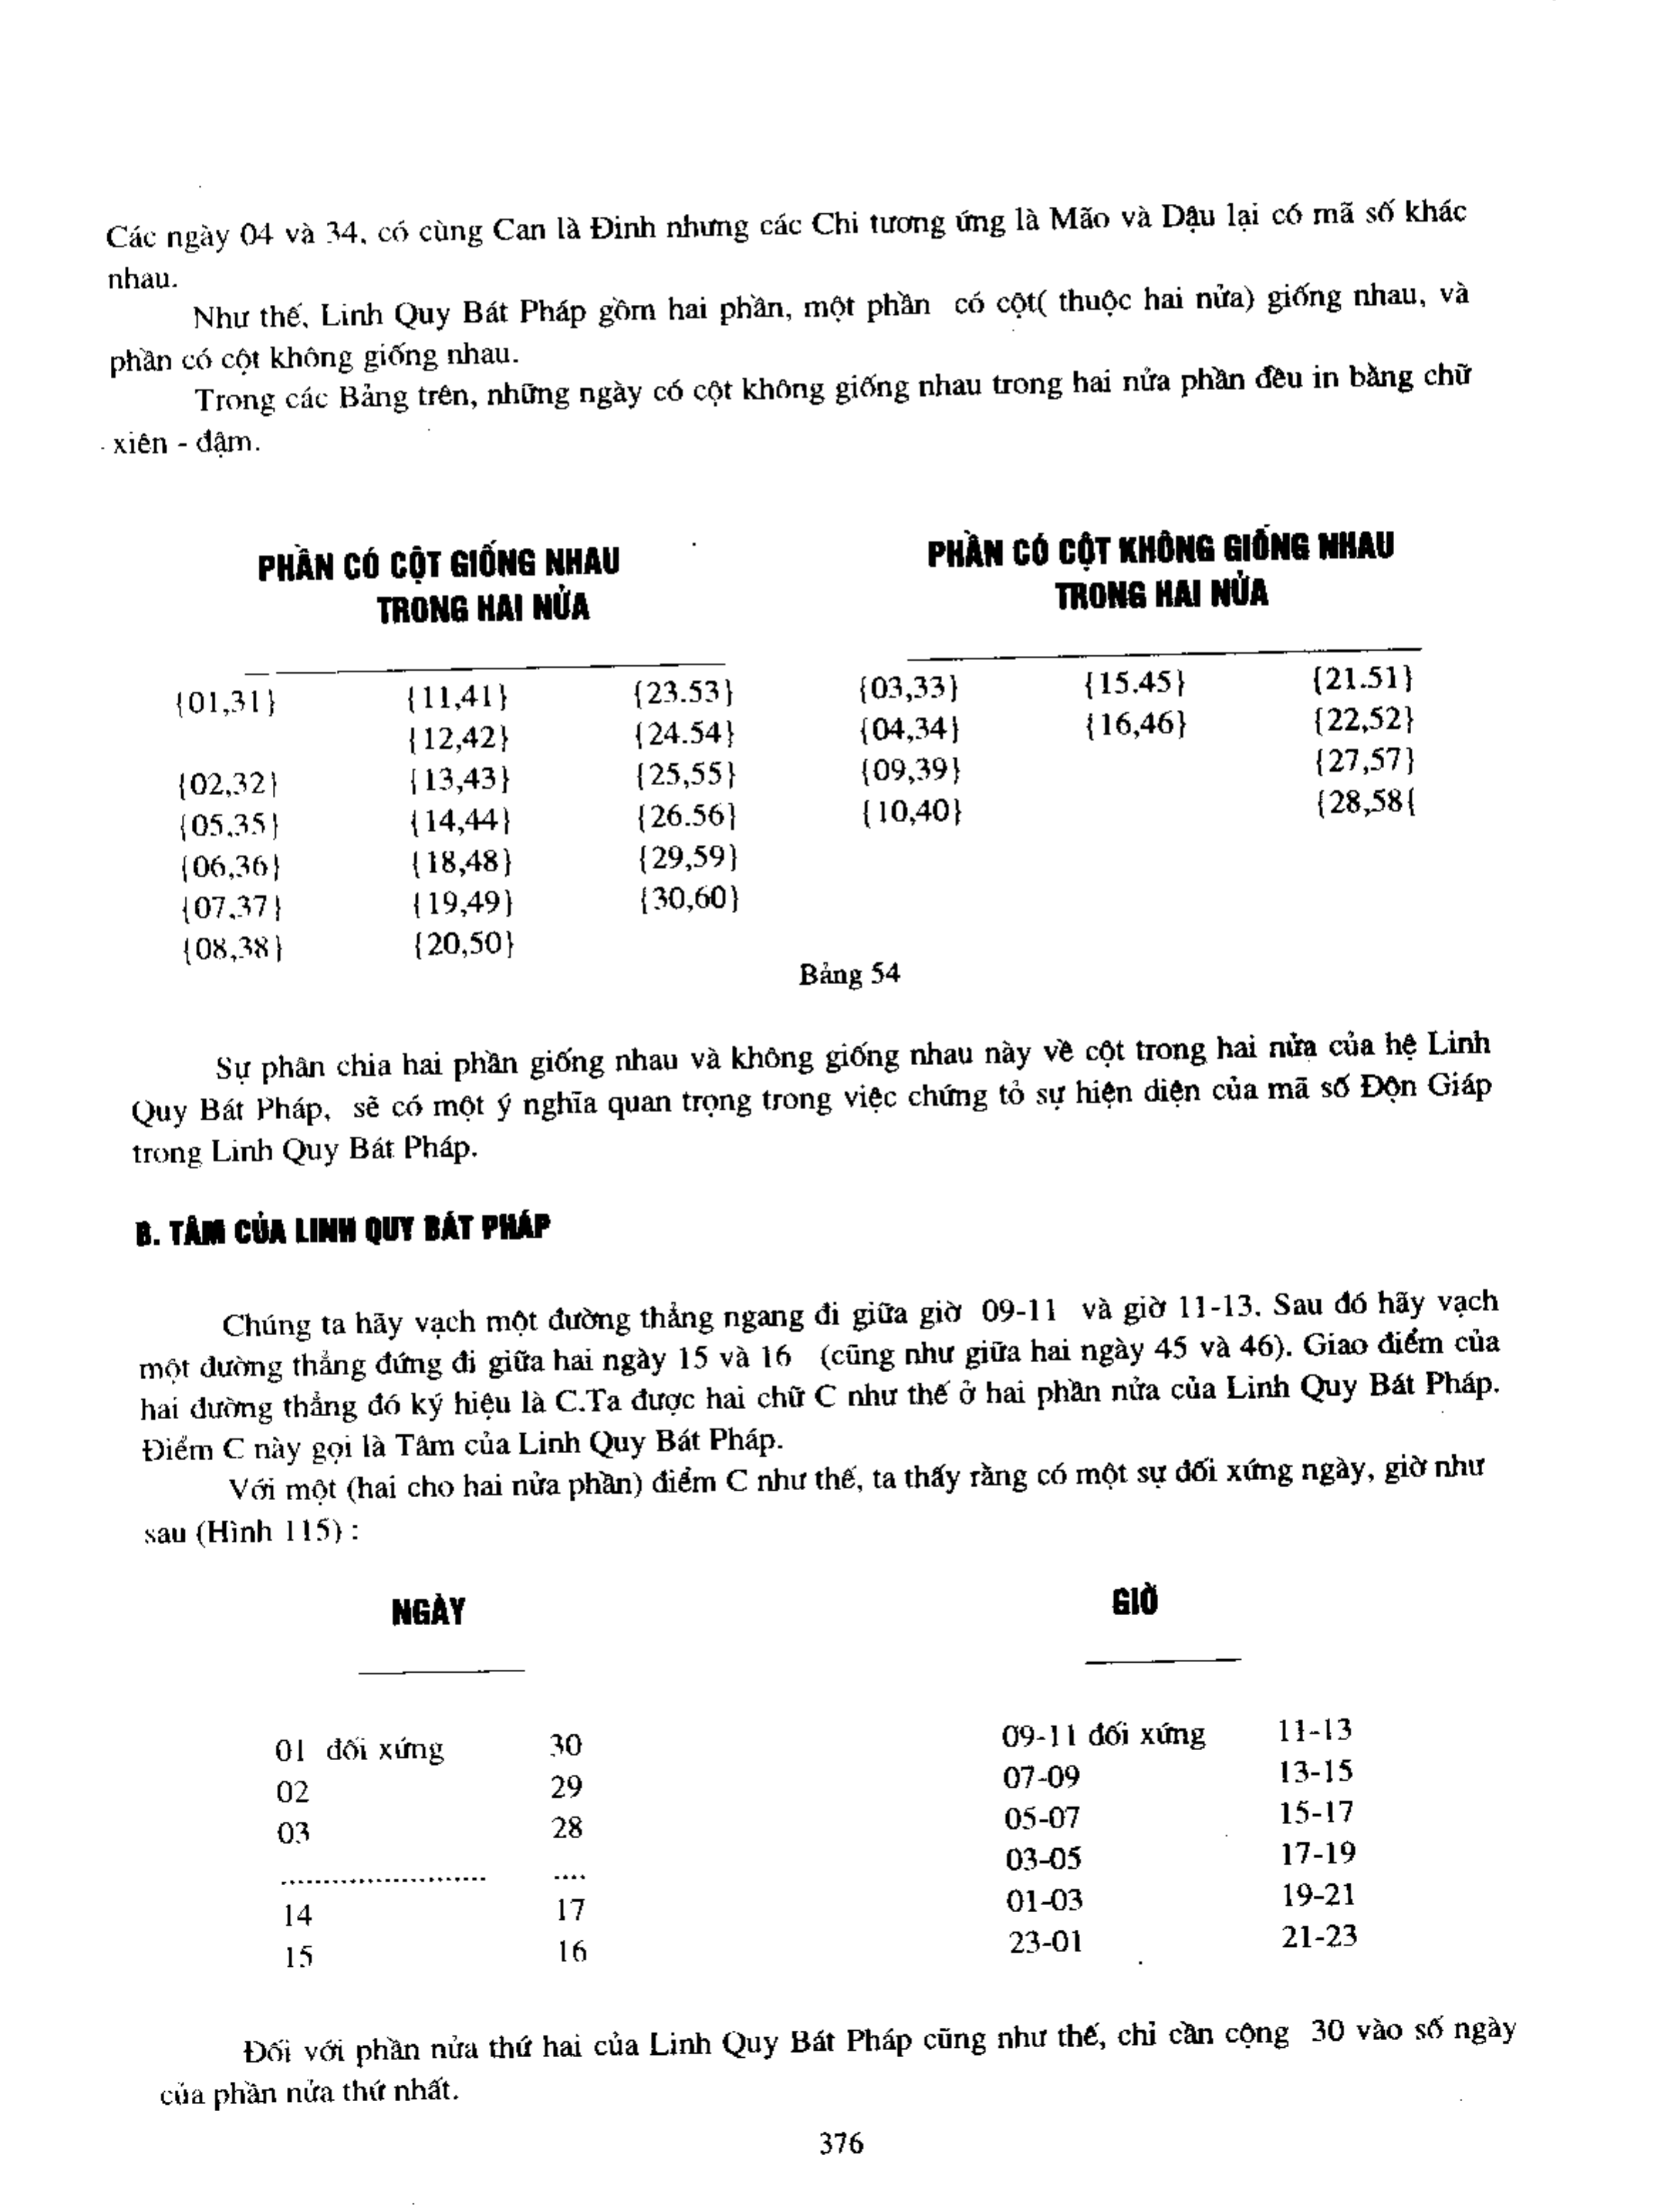 Các ngày 04 và 34, có cùng Can là Đinh nhưng các Chi tương ứng là Mão và Dậu lại có mã số khác
nhau.
Như thế, Linh Quy Bát Pháp gồm hai phần, một phần có cột( thuộc hai nửa) giống nhau, và
phần có cột không giống nhau.
Trong các Bảng trên, những ngày có cột không giống nhau trong hai nửa phần đều in bằng chữ
xiên - đậm.
PHẦN CÓ CỘT GIỐNG NHAU
TRONG HAI NỬA
PHẦN CÓ CỘT KHÔNG GIỐNG NHAU
TRONG HAI NỬA
{01,31} {11,41} {23.53} {03,33} {15.45} {21.51}
{12,42} {24.54} {04,34} {16,46} {22,52}
{02,32} {13,43} {25,55} {09,39} {27,57}
{05,35} {14,44} {26.56} {10,40} {28,58{
{06,36} {18,48} {29,59}
{07,37} {19,49} {30,60}
{08,38} {20,50}
Bảng 54
Sự phân chia hai phần giống nhau và không giống nhau này về cột trong hai nửa của hệ Linh
Quy Bát Pháp, sẽ có một ý nghĩa quan trọng trong việc chứng tỏ sự hiện diện của mã số Độn Giáp
trong Linh Quy Bát Pháp.
B. TÂM CỦA LINH QUY BÁT PHÁP
Chúng ta hãy vạch một đường thẳng ngang đi giữa giờ 09-11 và giờ 11-13. Sau đó hãy vạch
một đường thẳng đứng đi giữa hai ngày 15 và 16 (cũng như giữa hai ngày 45 và 46). Giao điểm của
hai đường thẳng đó ký hiệu là C.Ta được hai chữ C như thế ở hai phần nửa của Linh Quy Bát Pháp.
Điểm C này gọi là Tâm của Linh Quy Bát Pháp.
Với một (hai cho hai nửa phần) điểm C như thế, ta thấy rằng có một sự đối xứng ngày, giờ như
sau (Hình 115) :
NGÀY GIỜ
01 đối xứng 30 09-11 đối xứng 11-13
02 29 07-09 13-15
03 28 05-07 15-17
........................ .... 03-05 17-19
14 17 01-03 19-21
15 16 23-01 21-23
Đối với phần nửa thứ hai của Linh Quy Bát Pháp cũng như thế, chỉ cần cộng 30 vào số ngày
của phần nửa thứ nhất.
376